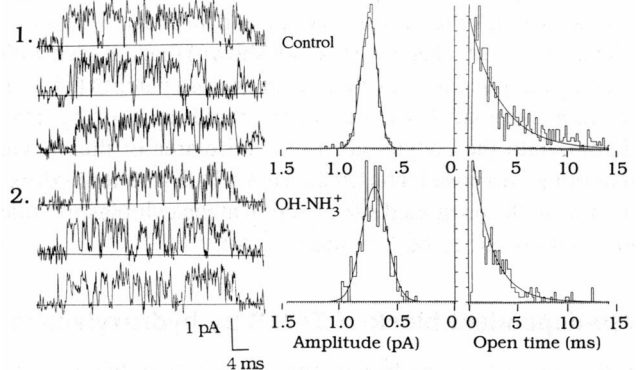 1.
Control
1.5 1.0 .5 0 5 10 15
2.
OH-NH₃⁺
1 pA
4 ms
1.5 1.0 .5 0 0 5 10 15
Amplitude (pA) Open time (ms)